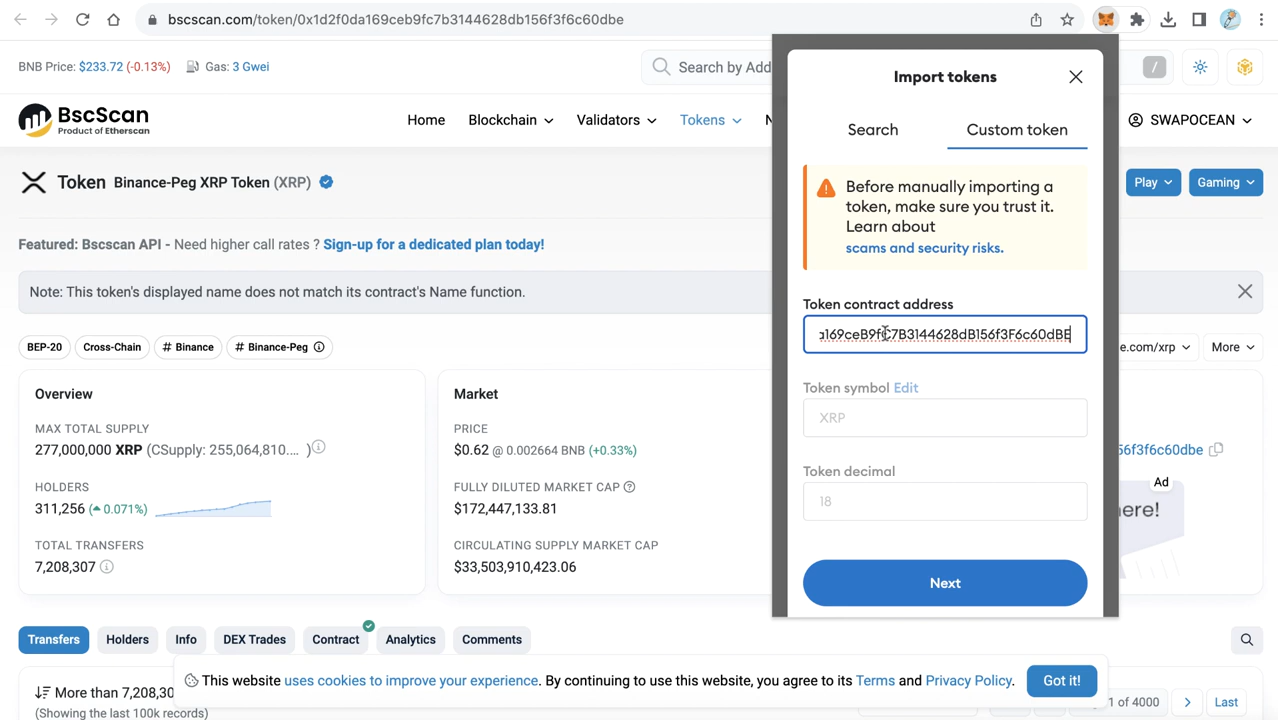 bscscan.com/token/0x1d2f0da169ceb9fc7b3144628db156f3f6c60dbe
BNB Price: $233.72 (-0.13%) Gas: 3 Gwei
Search by Add
/
BscScan
Product of Etherscan
Home Blockchain Validators Tokens N
SWAPOCEAN
Token Binance-Peg XRP Token (XRP)
Play Gaming
Featured: Bscscan API - Need higher call rates ? Sign-up for a dedicated plan today!
Note: This token's displayed name does not match its contract's Name function.
BEP-20 Cross-Chain # Binance # Binance-Peg
e.com/xrp More
Overview
MAX TOTAL SUPPLY
277,000,000 XRP (CSupply: 255,064,810.... )
HOLDERS
311,256 (0.071%)
TOTAL TRANSFERS
7,208,307
Market
PRICE
$0.62 @ 0.002664 BNB (+0.33%)
FULLY DILUTED MARKET CAP
$172,447,133.81
CIRCULATING SUPPLY MARKET CAP
$33,503,910,423.06
56f3f6c60dbe
Ad
ere!
Import tokens
Search Custom token
Before manually importing a
token, make sure you trust it.
Learn about
scams and security risks.
Token contract address
a169ceB9fC7B3144628dB156f3F6c60dBE
Token symbol Edit
XRP
Token decimal
18
Next
Transfers Holders Info DEX Trades Contract Analytics Comments
This website uses cookies to improve your experience. By continuing to use this website, you agree to its Terms and Privacy Policy.
Got it!
More than 7,208,30
(Showing the last 100k records)
1 of 4000 Last